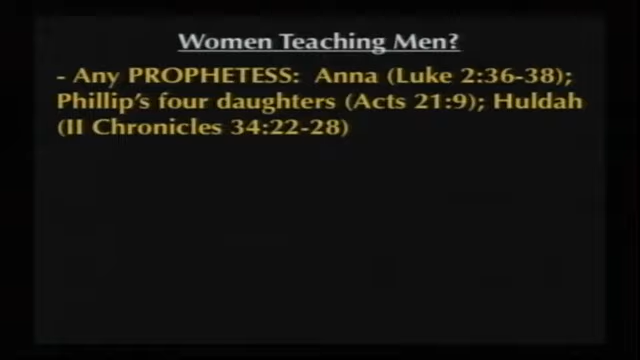 Women Teaching Men?
- Any PROPHETESS: Anna (Luke 2:36-38);
Phillip's four daughters (Acts 21:9); Huldah
(II Chronicles 34:22-28)